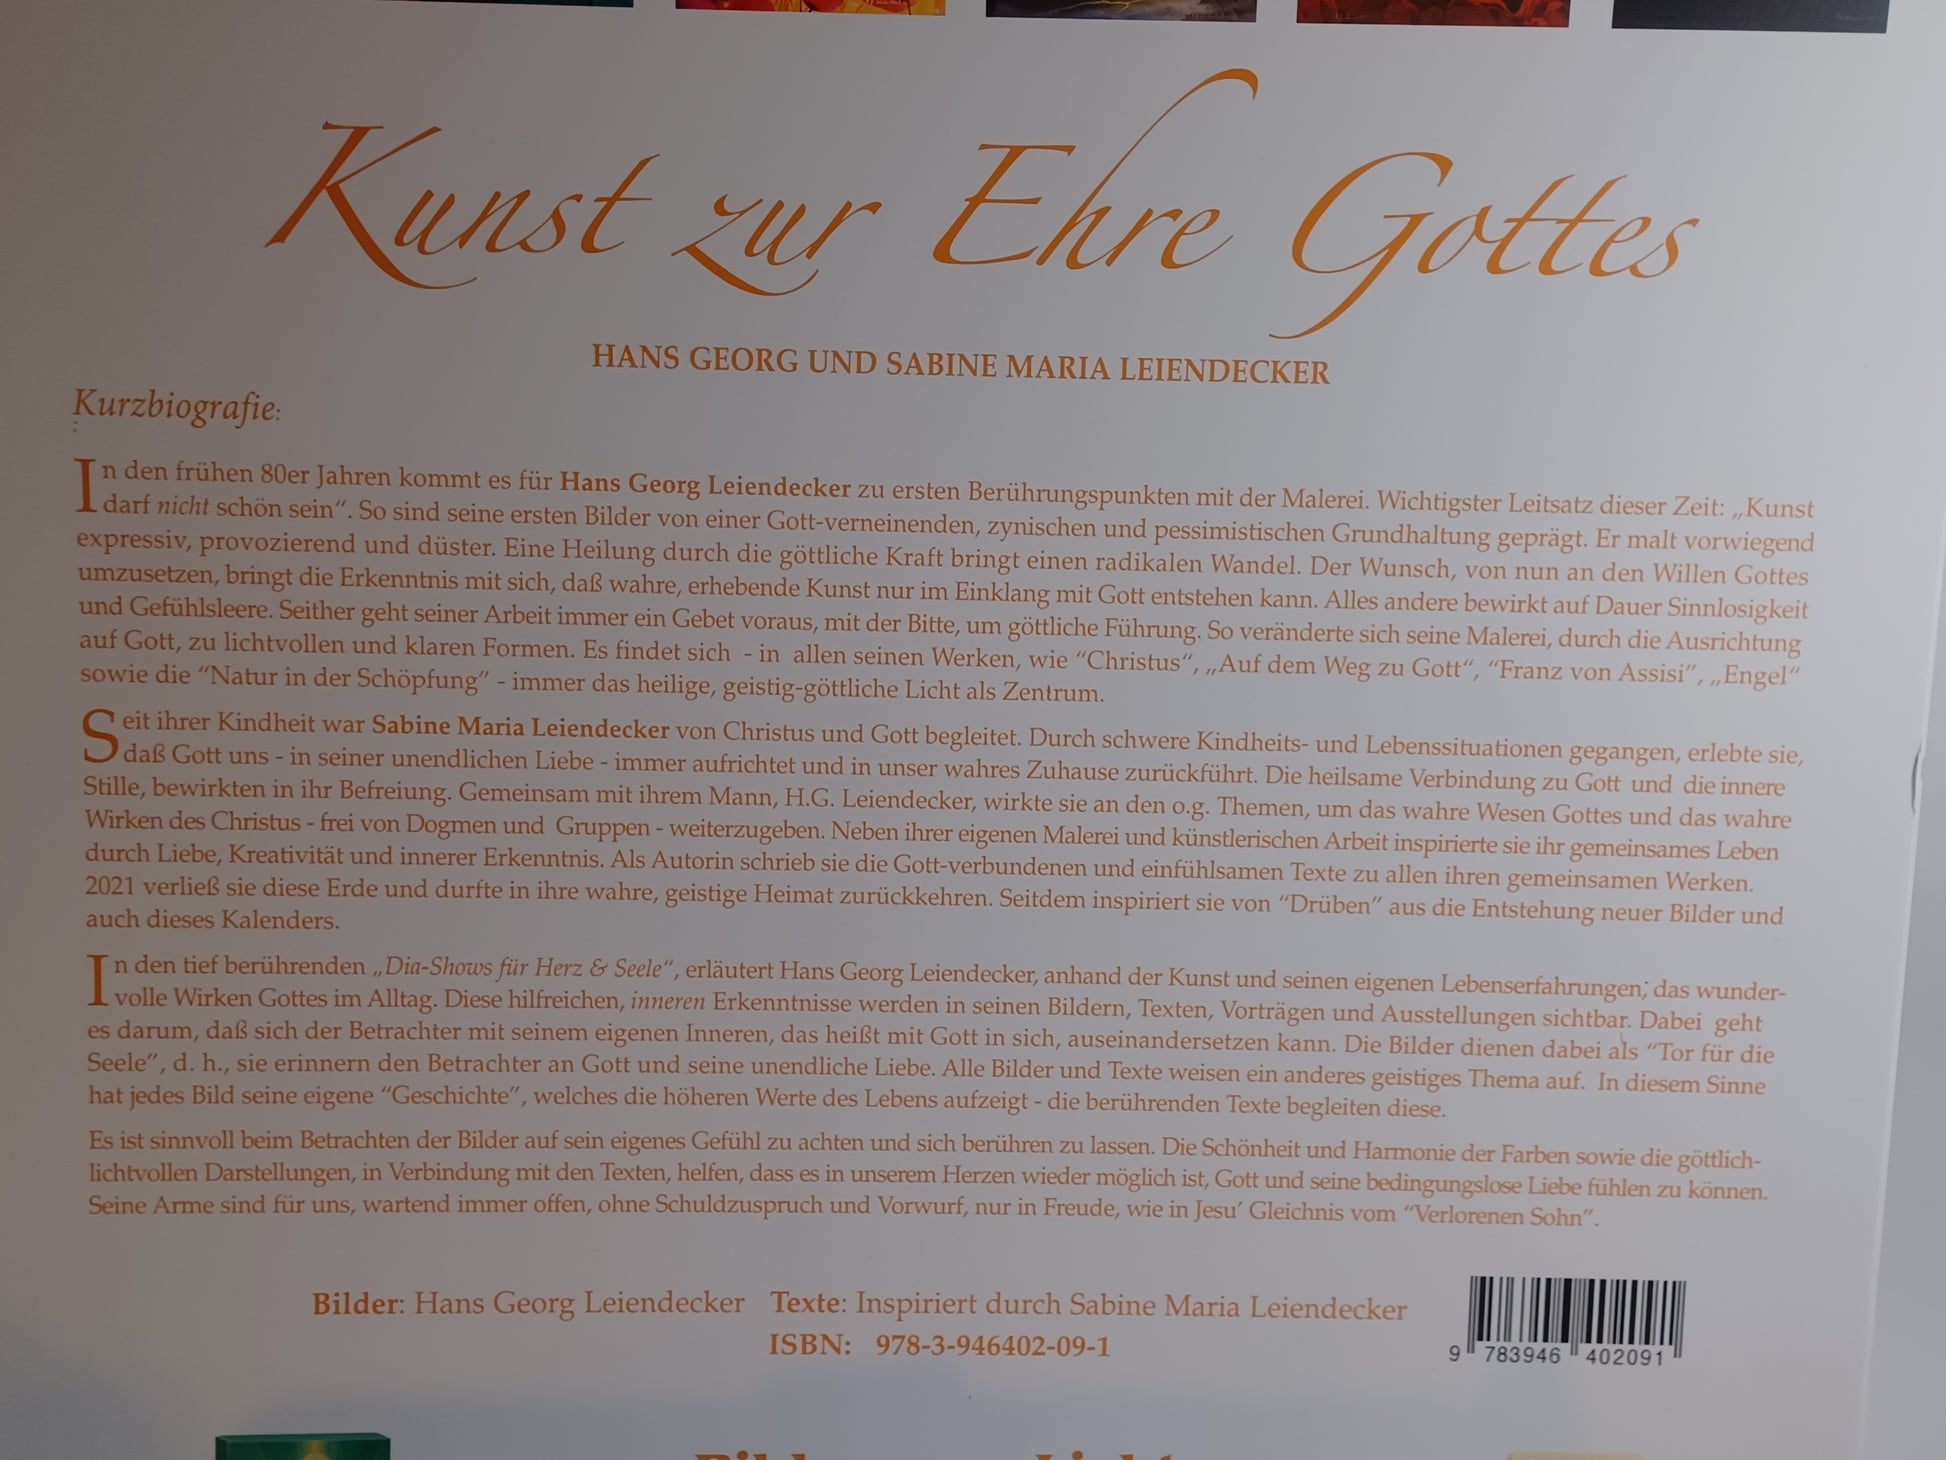 Kunst zur Ehre Gottes
HANS GEORG UND SABINE MARIA LEIENDECKER
Kurzbiografie:
In den frühen 80er Jahren kommt es für Hans Georg Leiendecker zu ersten Berührungspunkten mit der Malerei. Wichtigster Leitsatz dieser Zeit: „Kunst
darf nicht schön sein“. So sind seine ersten Bilder von einer Gott-verneinenden, zynischen und pessimistischen Grundhaltung geprägt. Er malt vorwiegend
expressiv, provozierend und düster. Eine Heilung durch die göttliche Kraft bringt einen radikalen Wandel. Der Wunsch, von nun an den Willen Gottes
umzusetzen, bringt die Erkenntnis mit sich, daß wahre, erhebende Kunst nur im Einklang mit Gott entstehen kann. Alles andere bewirkt auf Dauer Sinnlosigkeit
und Gefühlsleere. Seither geht seiner Arbeit immer ein Gebet voraus, mit der Bitte, um göttliche Führung. So veränderte sich seine Malerei, durch die Ausrichtung
auf Gott, zu lichtvollen und klaren Formen. Es findet sich - in allen seinen Werken, wie “Christus“, „Auf dem Weg zu Gott“, “Franz von Assisi”, „Engel“
sowie die “Natur in der Schöpfung” - immer das heilige, geistig-göttliche Licht als Zentrum.
Seit ihrer Kindheit war Sabine Maria Leiendecker von Christus und Gott begleitet. Durch schwere Kindheits- und Lebenssituationen gegangen, erlebte sie,
daß Gott uns - in seiner unendlichen Liebe - immer aufrichtet und in unser wahres Zuhause zurückführt. Die heilsame Verbindung zu Gott und die innere
Stille, bewirkten in ihr Befreiung. Gemeinsam mit ihrem Mann, H.G. Leiendecker, wirkte sie an den o.g. Themen, um das wahre Wesen Gottes und das wahre
Wirken des Christus - frei von Dogmen und Gruppen - weiterzugeben. Neben ihrer eigenen Malerei und künstlerischen Arbeit inspirierte sie ihr gemeinsames Leben
durch Liebe, Kreativität und innerer Erkenntnis. Als Autorin schrieb sie die Gott-verbundenen und einfühlsamen Texte zu allen ihren gemeinsamen Werken.
2021 verließ sie diese Erde und durfte in ihre wahre, geistige Heimat zurückkehren. Seitdem inspiriert sie von “Drüben” aus die Entstehung neuer Bilder und
auch dieses Kalenders.
In den tief berührenden „Dia-Shows für Herz & Seele“, erläutert Hans Georg Leiendecker, anhand der Kunst und seinen eigenen Lebenserfahrungen, das wunder-
volle Wirken Gottes im Alltag. Diese hilfreichen, inneren Erkenntnisse werden in seinen Bildern, Texten, Vorträgen und Ausstellungen sichtbar. Dabei geht
es darum, daß sich der Betrachter mit seinem eigenen Inneren, das heißt mit Gott in sich, auseinandersetzen kann. Die Bilder dienen dabei als “Tor für die
Seele”, d. h., sie erinnern den Betrachter an Gott und seine unendliche Liebe. Alle Bilder und Texte weisen ein anderes geistiges Thema auf. In diesem Sinne
hat jedes Bild seine eigene “Geschichte”, welches die höheren Werte des Lebens aufzeigt - die berührenden Texte begleiten diese.
Es ist sinnvoll beim Betrachten der Bilder auf sein eigenes Gefühl zu achten und sich berühren zu lassen. Die Schönheit und Harmonie der Farben sowie die göttlich-
lichtvollen Darstellungen, in Verbindung mit den Texten, helfen, dass es in unserem Herzen wieder möglich ist, Gott und seine bedingungslose Liebe fühlen zu können.
Seine Arme sind für uns, wartend immer offen, ohne Schuldzuspruch und Vorwurf, nur in Freude, wie in Jesu’ Gleichnis vom “Verlorenen Sohn”.
Bilder: Hans Georg Leiendecker Texte: Inspiriert durch Sabine Maria Leiendecker
ISBN: 978-3-946402-09-1
9 783946 402091